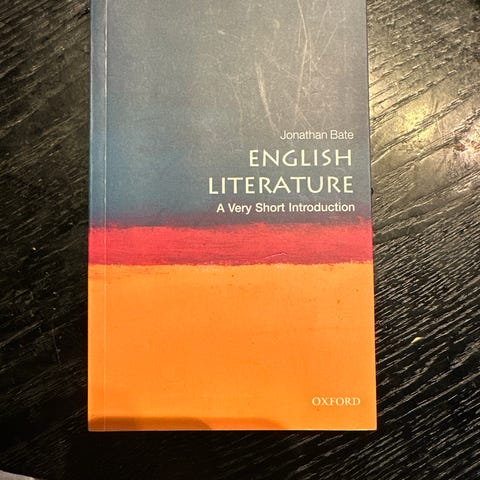 Jonathan Bate
ENGLISH
LITERATURE
A Very Short Introduction
OXFORD